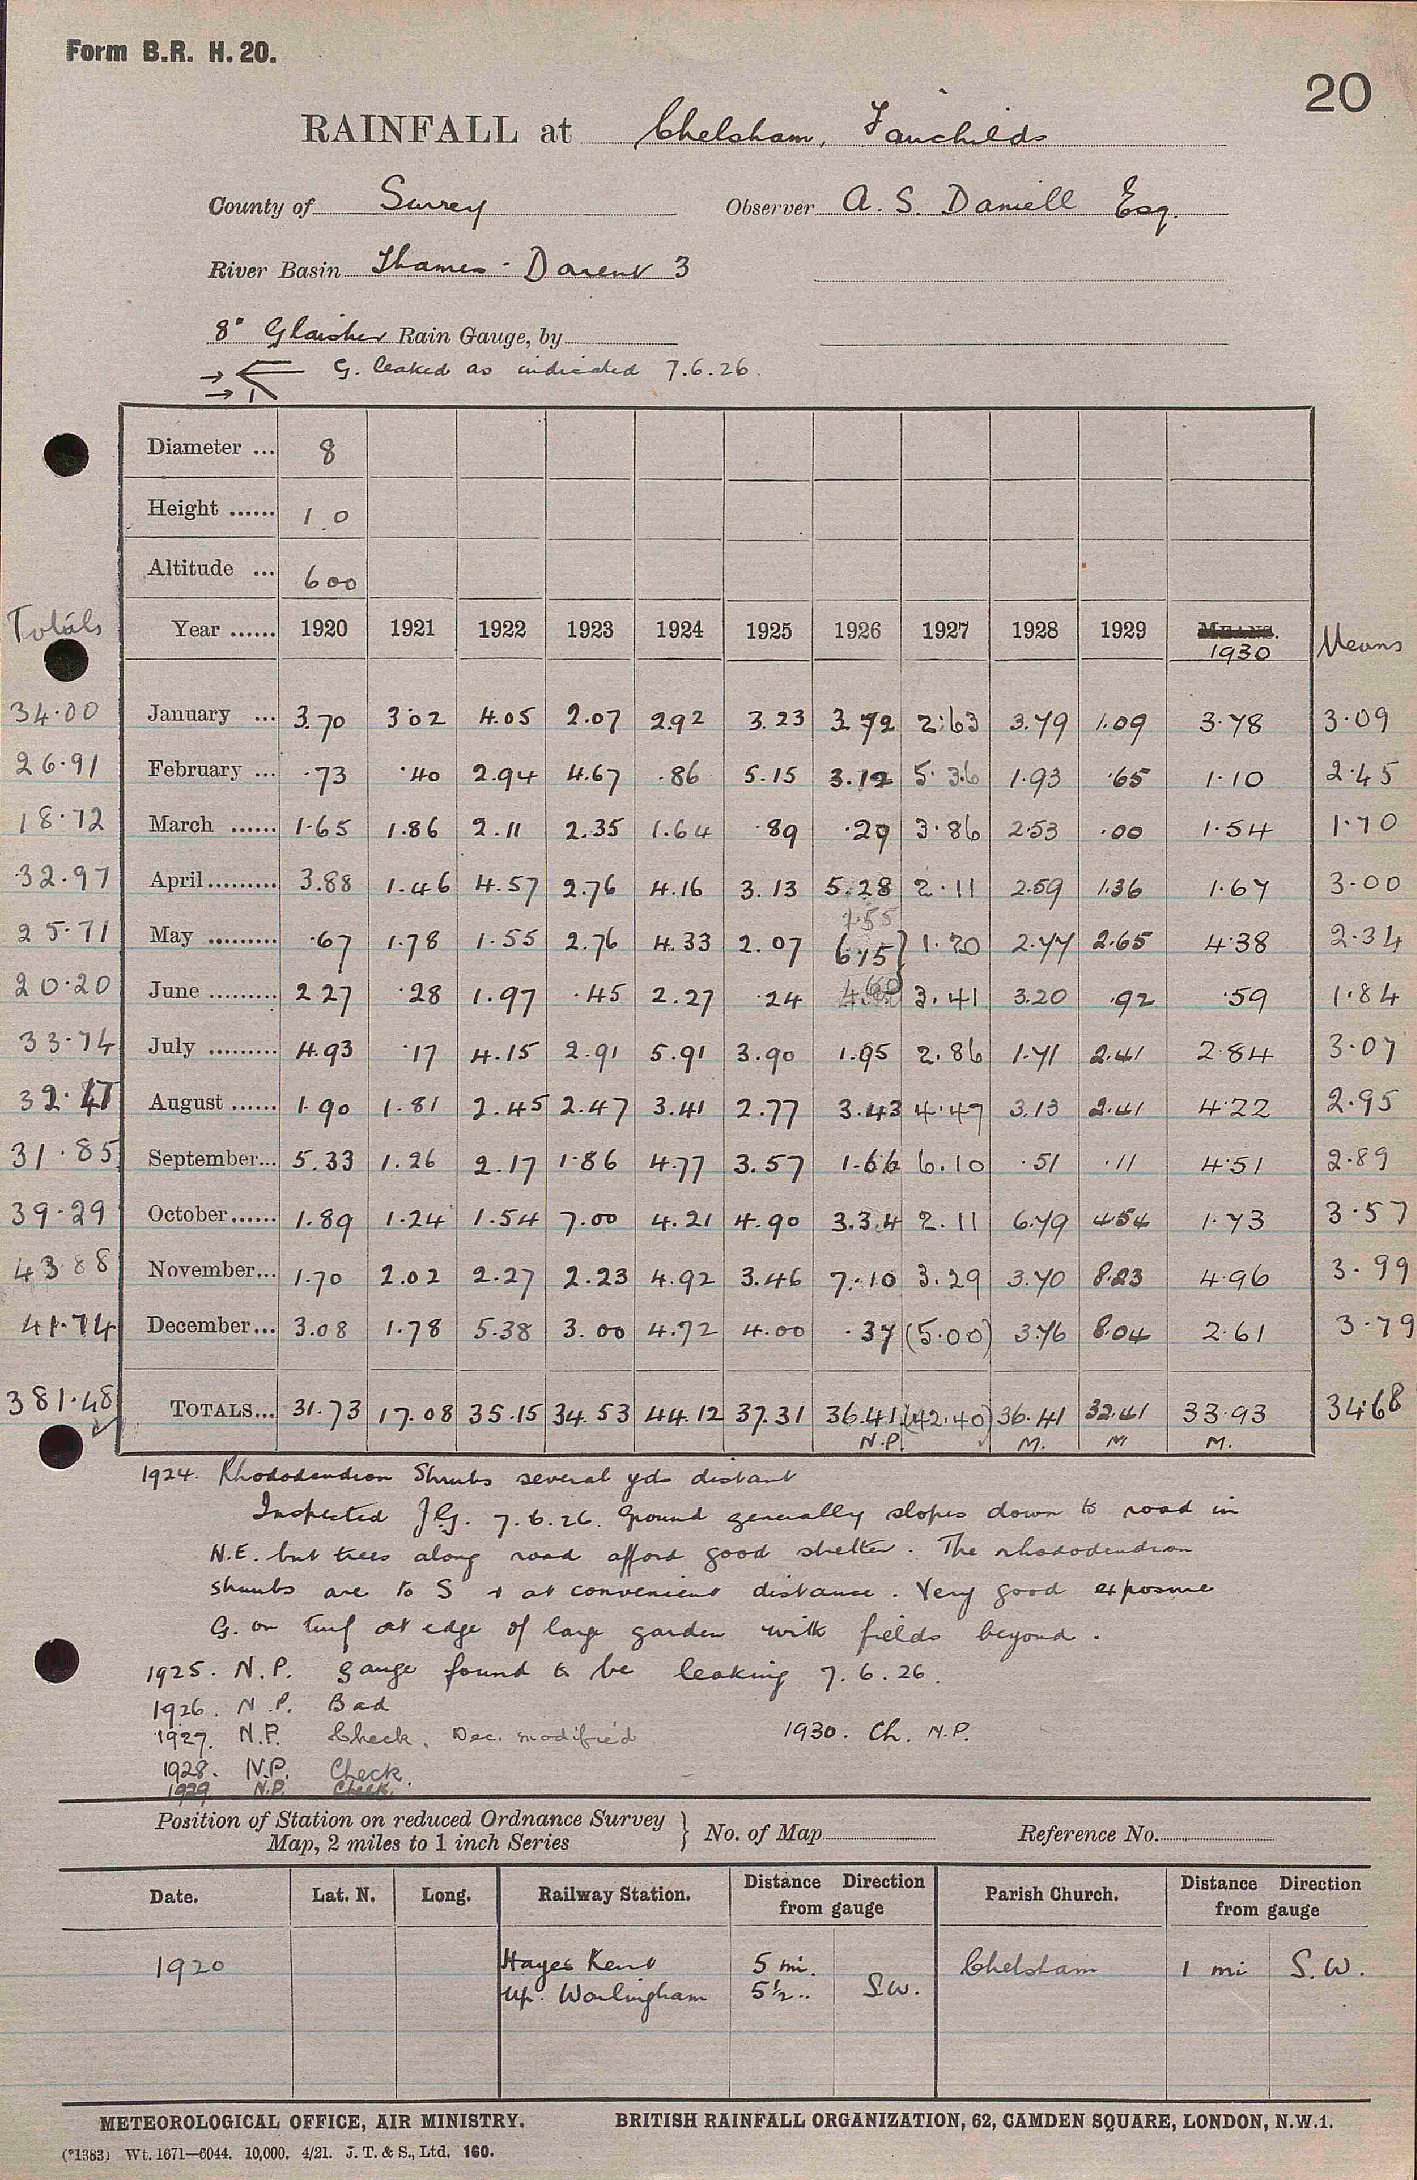 Form B.R. H. 20.
20
RAINFALL at Chelsham, Fairchilds
County of Surrey Observer A. S. Daniell Esq.
River Basin Thames - Darent 3
8" Glaisher Rain Gauge, by
G. leaked as indicated 7.6.26.
Diameter ... 8
Height ...... 1 0
Altitude ... 600
Totals Year ...... 1920 1921 1922 1923 1924 1925 1926 1927 1928 1929 MEANS. 1930 Means
34.00 January ... 3.70 3.02 4.05 2.07 2.92 3.23 3.72 2.63 3.79 1.09 3.78 3.09
26.91 February ... .73 .40 2.94 4.67 .86 5.15 3.12 5.36 1.93 .65 1.10 2.45
18.72 March ...... 1.65 1.86 2.11 2.35 1.64 .89 .29 3.86 2.53 .00 1.54 1.70
32.97 April......... 3.88 1.46 4.57 2.76 4.16 3.13 5.28 2.11 2.59 1.36 1.67 3.00
25.71 May ......... .67 1.78 1.55 2.76 4.33 2.07 1.55 6.15} 1.20 2.77 2.65 4.38 2.34
20.20 June ......... 2.27 .28 1.97 .45 2.27 .24 4.60 3.41 3.20 .92 .59 1.84
33.74 July ......... 4.93 .17 4.15 2.91 5.91 3.90 1.95 2.86 1.71 2.41 2.84 3.07
32.47 August ...... 1.90 1.81 2.45 2.47 3.41 2.77 3.43 4.47 3.13 2.41 4.22 2.95
31.85 September... 5.33 1.26 2.17 1.86 4.77 3.57 1.66 6.10 .51 .11 4.51 2.89
39.29 October...... 1.89 1.24 1.54 7.00 4.21 4.90 3.34 2.11 6.79 4.54 1.73 3.57
43.88 November... 1.70 2.02 2.27 2.23 4.92 3.46 7.10 3.29 3.70 8.23 4.96 3.99
41.74 December... 3.08 1.78 5.38 3.00 4.72 4.00 .37 (5.00) 3.76 8.04 2.61 3.79
381.48 TOTALS... 31.73 17.08 35.15 34.53 44.12 37.31 36.41 (42.40) 36.41 32.41 33.93 34.68
N.P. M. M M.
1924. Rhododendron Shrubs several yds distant
Inspected J.G. 7.6.26. Ground generally slopes down to road in
N.E. but trees along road afford good shelter. The rhododendron
shrubs are to S & at convenient distance. Very good exposure
G. on turf at edge of large garden with fields beyond.
1925. N.P. gauge found to be leaking 7.6.26.
1926. N.P. Bad
1927. N.P. Check, Dec. modified 1930. Ch. N.P.
1928. N.P. Check.
1929 N.P. Check.
Position of Station on reduced Ordnance Survey
Map, 2 miles to 1 inch Series } No. of Map Reference No.
Date. Lat. N. Long. Railway Station. Distance Direction from gauge Parish Church. Distance Direction from gauge
1920 Hayes Kent 5 mi. Chelsham 1 mi S.W.
Up. Warlingham 5½ „ S.W.
METEOROLOGICAL OFFICE, AIR MINISTRY. BRITISH RAINFALL ORGANIZATION, 62, CAMDEN SQUARE, LONDON, N.W.1.
(*1383) Wt. 1671—6044. 10,000. 4/21. J. T. & S., Ltd. 160.